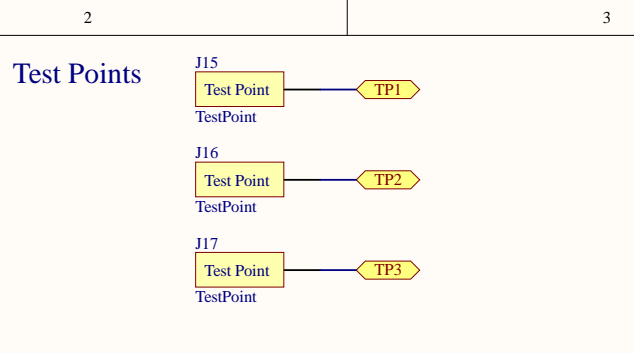 2
3
Test Points
J15
Test Point
TP1
TestPoint
J16
Test Point
TP2
TestPoint
J17
Test Point
TP3
TestPoint